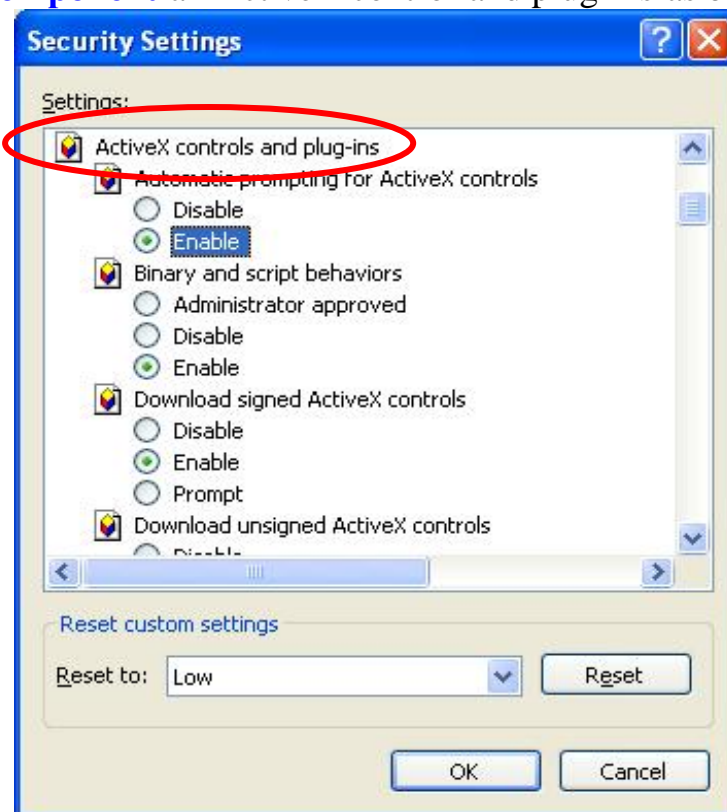 Security Settings
Settings:
ActiveX controls and plug-ins
Automatic prompting for ActiveX controls
Disable
Enable
Binary and script behaviors
Administrator approved
Disable
Enable
Download signed ActiveX controls
Disable
Enable
Prompt
Download unsigned ActiveX controls
Reset custom settings
Reset to: Low Reset
OK Cancel